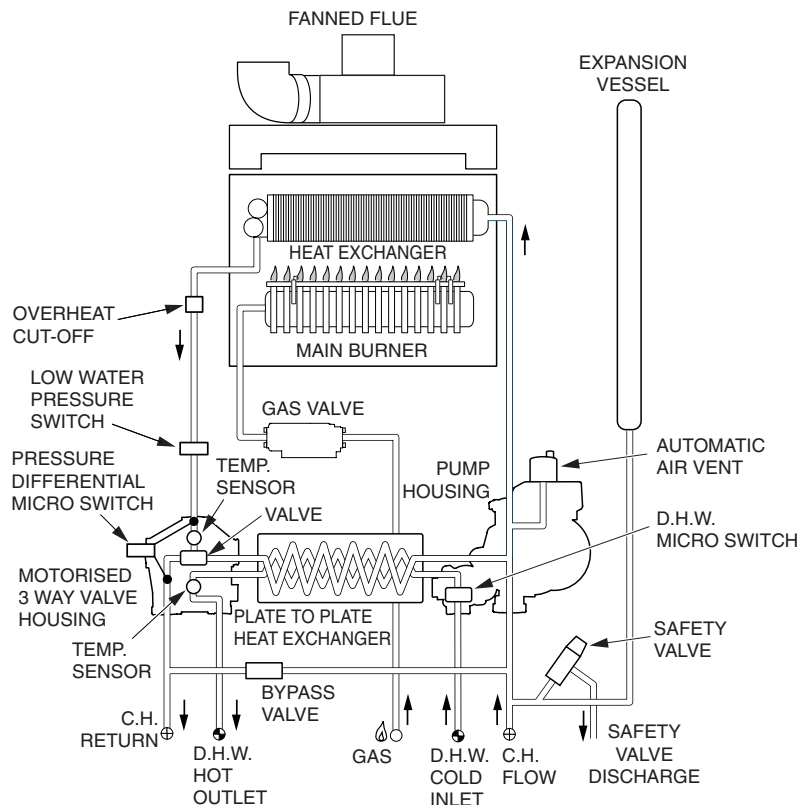 FANNED FLUE
EXPANSION
VESSEL
HEAT EXCHANGER
OVERHEAT
CUT-OFF
MAIN BURNER
LOW WATER
PRESSURE
SWITCH
GAS VALVE
PRESSURE
DIFFERENTIAL
MICRO SWITCH
TEMP.
SENSOR
PUMP
HOUSING
AUTOMATIC
AIR VENT
VALVE
D.H.W.
MICRO SWITCH
MOTORISED
3 WAY VALVE
HOUSING
PLATE TO PLATE
HEAT EXCHANGER
TEMP.
SENSOR
SAFETY
VALVE
BYPASS
VALVE
C.H.
RETURN
D.H.W.
HOT
OUTLET
GAS
D.H.W.
COLD
INLET
C.H.
FLOW
SAFETY
VALVE
DISCHARGE